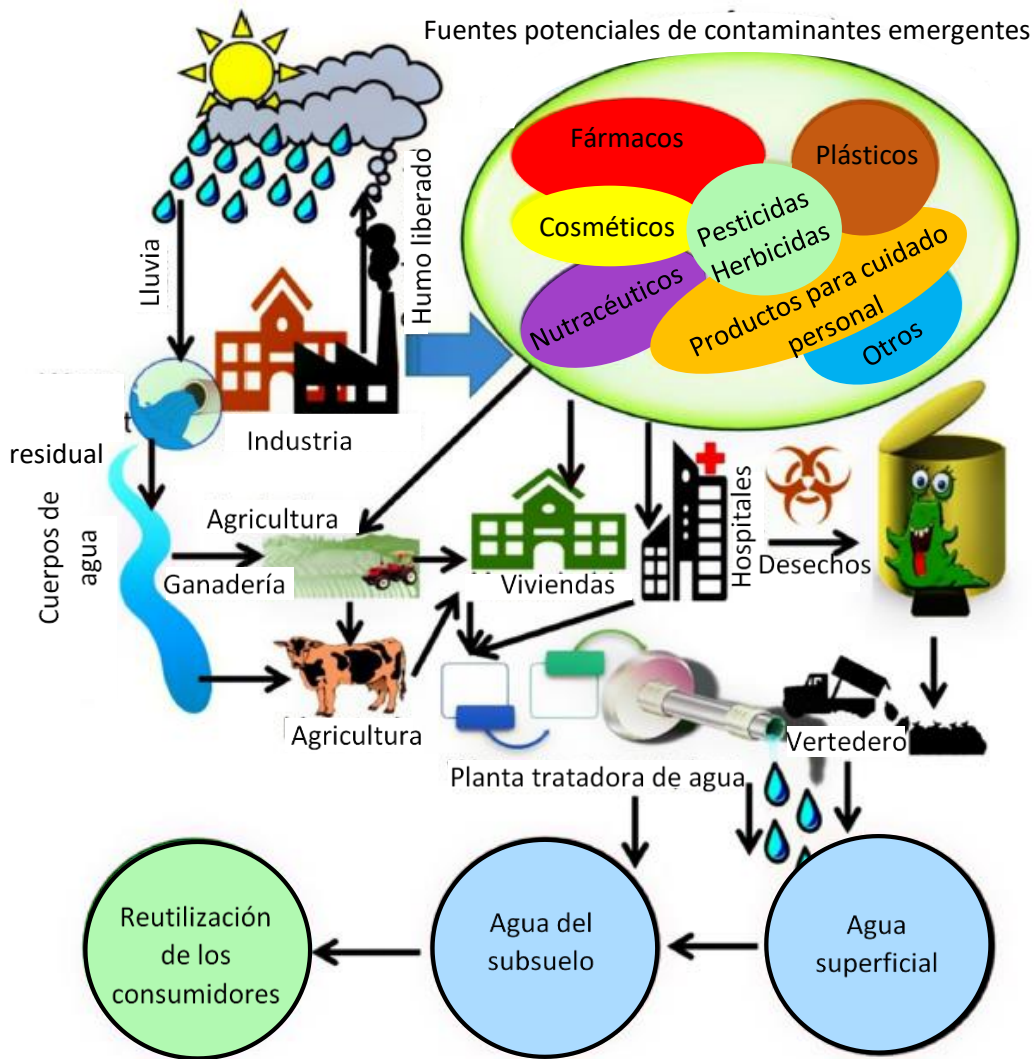 Fuentes potenciales de contaminantes emergentes
Fármacos
Plásticos
Cosméticos
Pesticidas
Herbicidas
Nutracéuticos
Productos para cuidado
personal
Otros
Lluvia
Humo liberado
Industria
t
residual
Cuerpos de
agua
Agricultura
Ganadería
Viviendas
Hospitales
Desechos
Agricultura
Planta tratadora de agua
Vertedero
Reutilización
de los
consumidores
Agua del
subsuelo
Agua
superficial